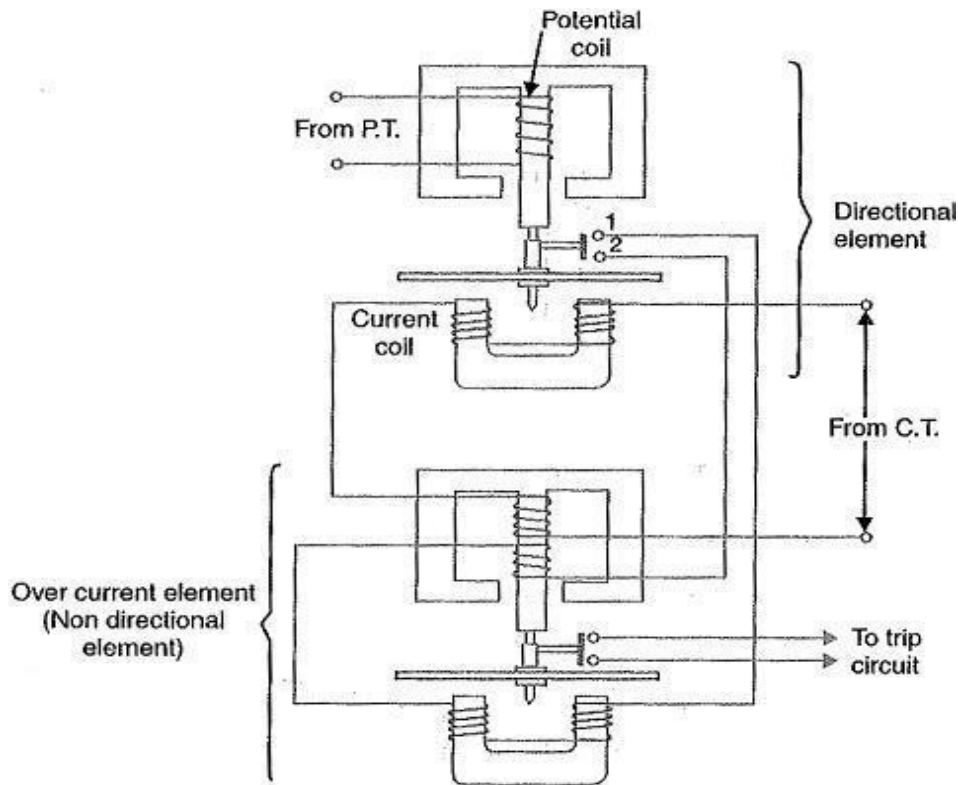 Potential
coil
From P.T.
1
2
Directional
element
Current
coil
From C.T.
Over current element
(Non directional
element)
To trip
circuit